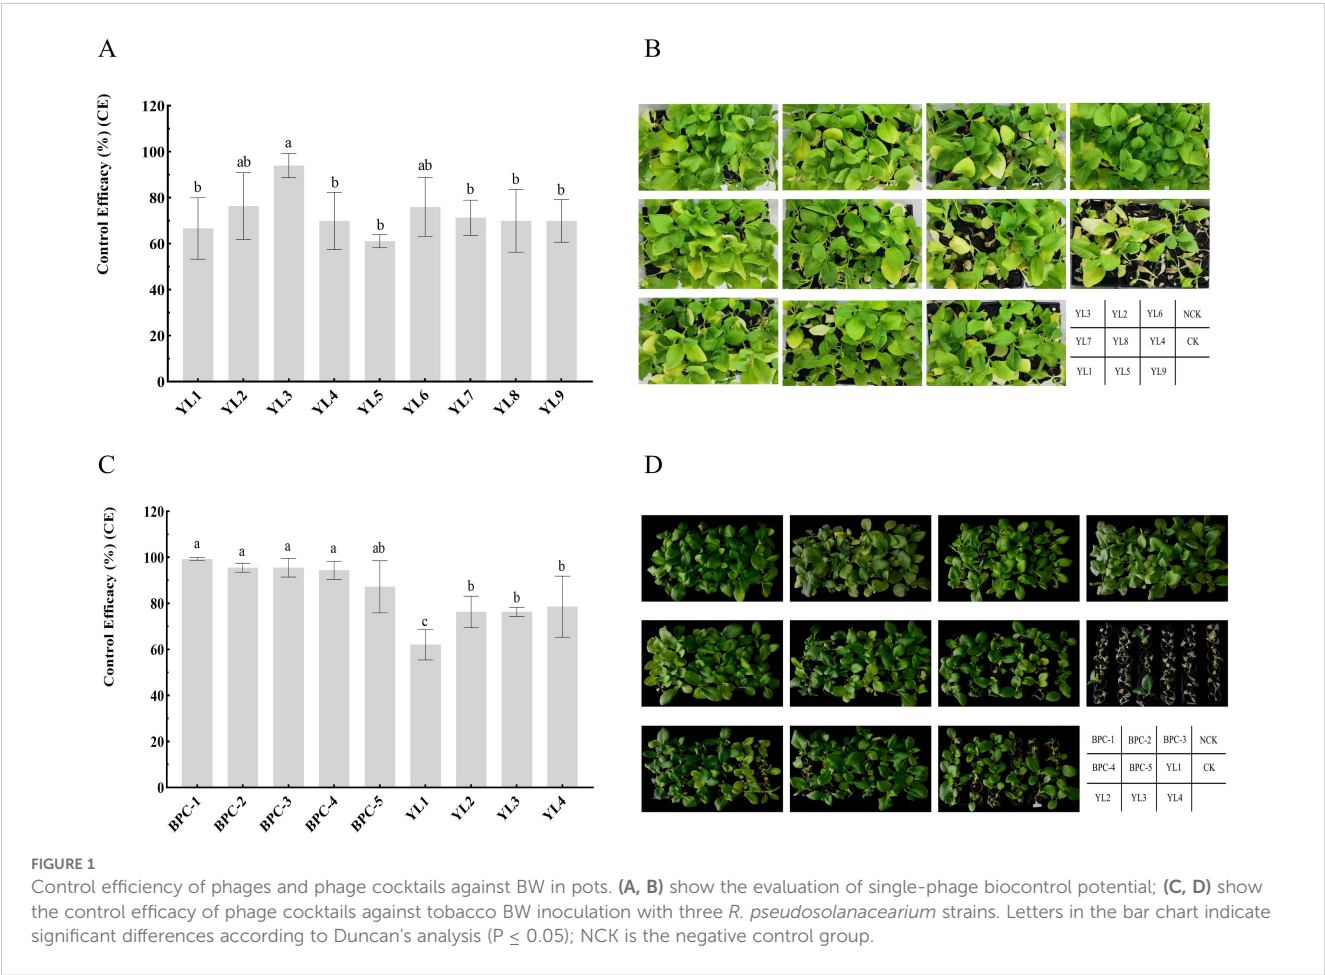 A
Control Efficacy (%) (CE)
120
100
80
60
40
20
0
b
ab
a
b
b
ab
b
b
b
YL1
YL2
YL3
YL4
YL5
YL6
YL7
YL8
YL9
B
YL3 YL2 YL6 NCK
YL7 YL8 YL4 CK
YL1 YL5 YL9
C
Control Efficacy (%) (CE)
120
100
80
60
40
20
0
a
a
a
a
ab
c
b
b
b
BPC-1
BPC-2
BPC-3
BPC-4
BPC-5
YL1
YL2
YL3
YL4
D
BPC-1 BPC-2 BPC-3 NCK
BPC-4 BPC-5 YL1 CK
YL2 YL3 YL4
FIGURE 1
Control efficiency of phages and phage cocktails against BW in pots. (A, B) show the evaluation of single-phage biocontrol potential; (C, D) show
the control efficacy of phage cocktails against tobacco BW inoculation with three R. pseudosolanacearium strains. Letters in the bar chart indicate
significant differences according to Duncan's analysis (P ≤ 0.05); NCK is the negative control group.